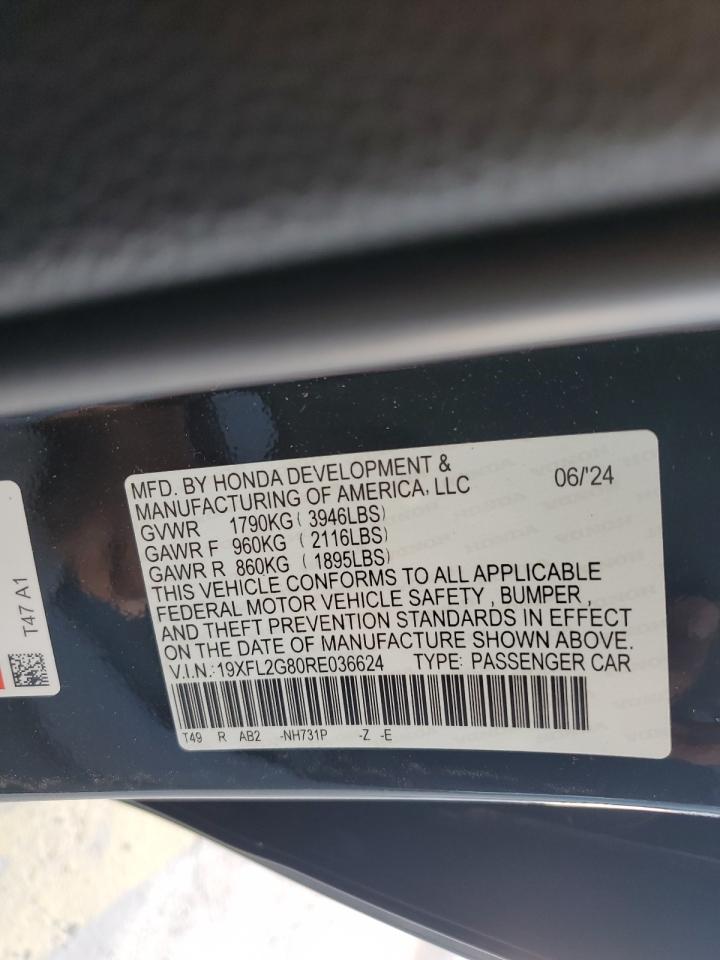 MFD. BY HONDA DEVELOPMENT &
MANUFACTURING OF AMERICA, LLC
06/'24
GVWR 1790KG ( 3946LBS)
GAWR F 960KG ( 2116LBS)
GAWR R 860KG ( 1895LBS)
THIS VEHICLE CONFORMS TO ALL APPLICABLE
FEDERAL MOTOR VEHICLE SAFETY , BUMPER ,
AND THEFT PREVENTION STANDARDS IN EFFECT
ON THE DATE OF MANUFACTURE SHOWN ABOVE.
V.I.N.:19XFL2G80RE036624 TYPE: PASSENGER CAR
T49 R AB2 -NH731P -Z -E
T47 A1